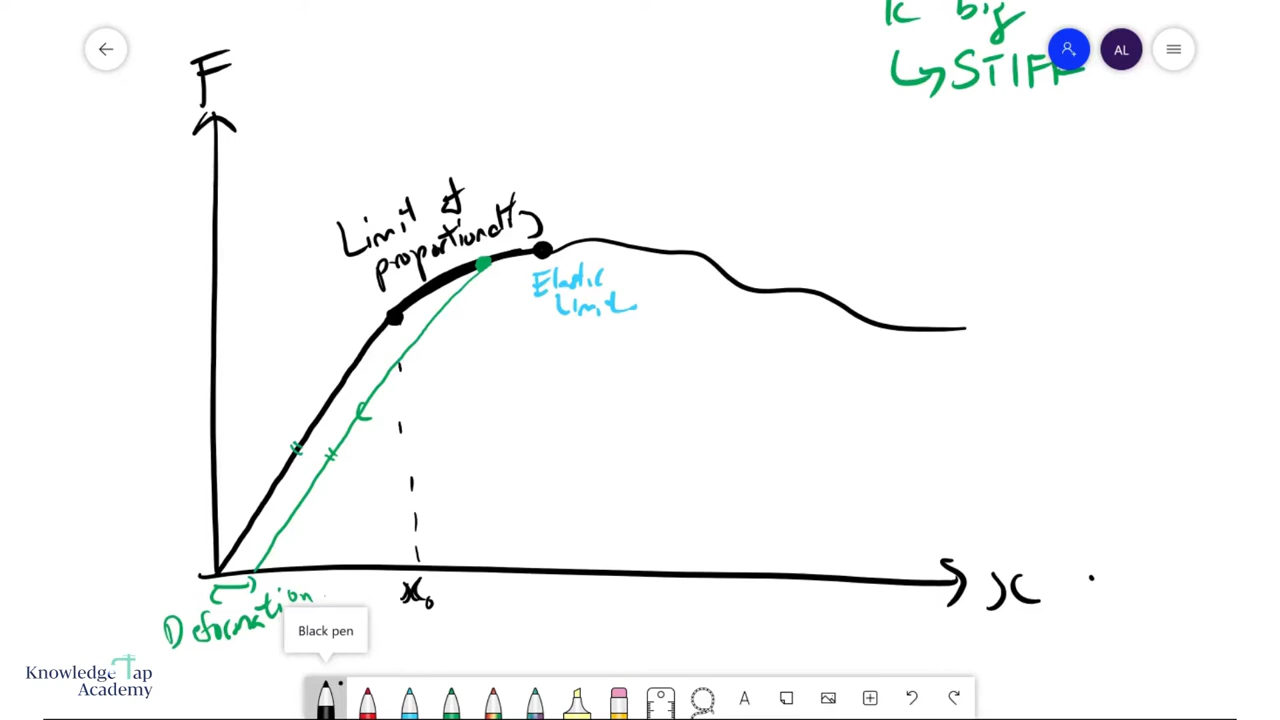 k big
↳ STIFF
AL
F
Limit of
proportionality
Elastic
Limit
x₀
x
Deformation
Black pen
Knowledge Tap
Academy
A